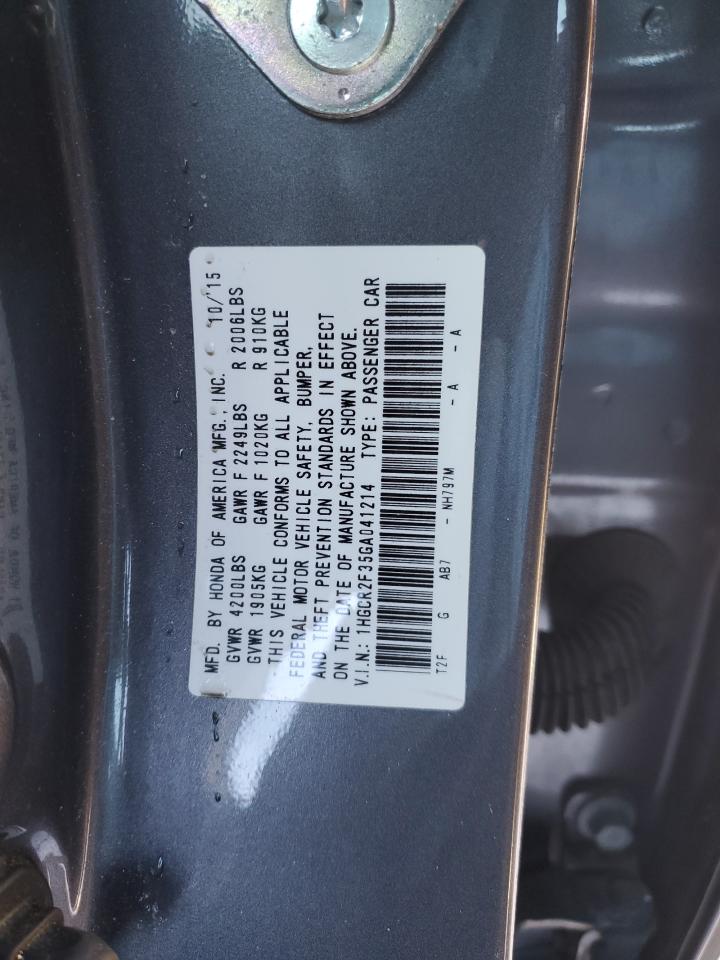 MFD. BY HONDA OF AMERICA MFG., INC. 10/15
GVWR 4200LBS GAWR F 2249LBS R 2006LBS
GVWR 1905KG GAWR F 1020KG R 910KG
THIS VEHICLE CONFORMS TO ALL APPLICABLE
FEDERAL MOTOR VEHICLE SAFETY, BUMPER,
AND THEFT PREVENTION STANDARDS IN EFFECT
ON THE DATE OF MANUFACTURE SHOWN ABOVE.
V.I.N.: 1HGCR2F35GA041214 TYPE: PASSENGER CAR
T2F G AB7 - NH797M - A - A